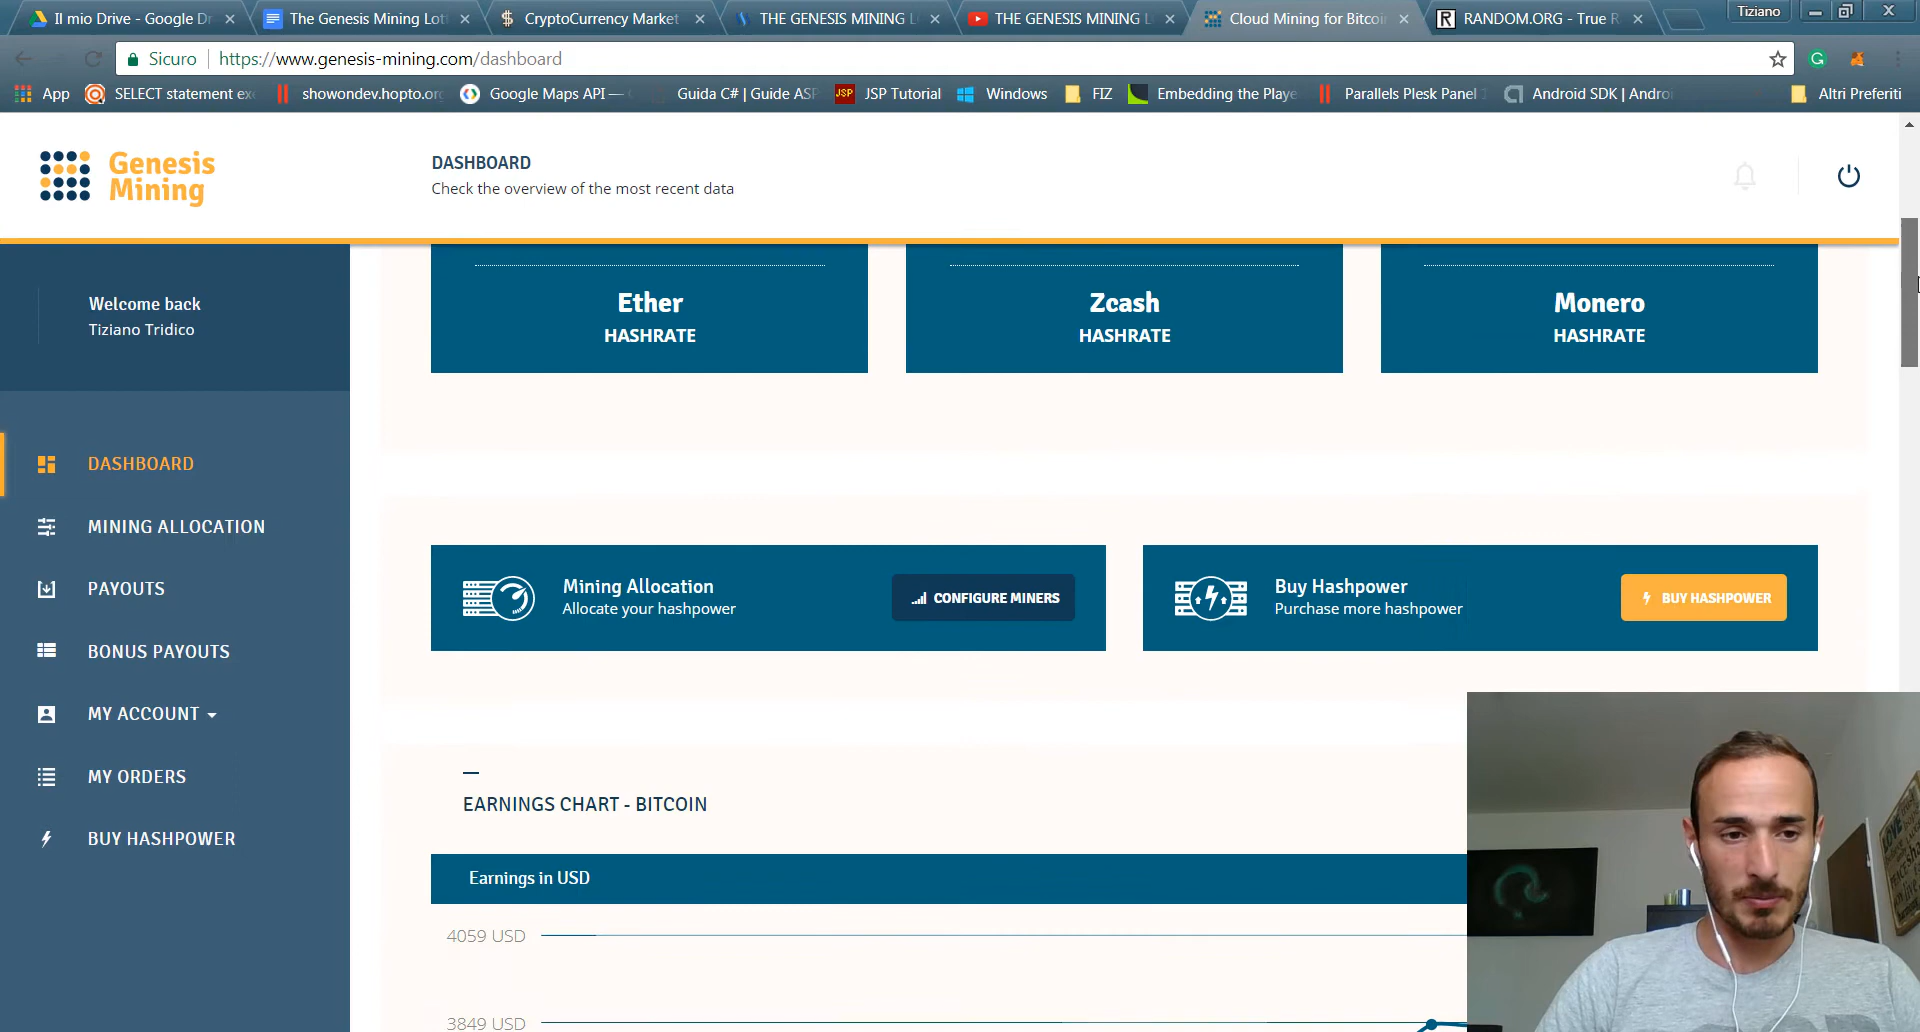 Il mio Drive - Google Dr
The Genesis Mining Lot
CryptoCurrency Market
THE GENESIS MINING L
THE GENESIS MINING L
Cloud Mining for Bitcoi
RANDOM.ORG - True R
Tiziano
Sicuro
https://www.genesis-mining.com/dashboard
App
SELECT statement exe
showondev.hopto.org
Google Maps API —
Guida C# | Guide ASP
JSP Tutorial
Windows
FIZ
Embedding the Playe
Parallels Plesk Panel
Android SDK | Andro
Altri Preferiti
Genesis
Mining
DASHBOARD
Check the overview of the most recent data
Welcome back
Tiziano Tridico
DASHBOARD
MINING ALLOCATION
PAYOUTS
BONUS PAYOUTS
MY ACCOUNT
MY ORDERS
BUY HASHPOWER
Ether
HASHRATE
Zcash
HASHRATE
Monero
HASHRATE
Mining Allocation
Allocate your hashpower
CONFIGURE MINERS
Buy Hashpower
Purchase more hashpower
BUY HASHPOWER
EARNINGS CHART - BITCOIN
Earnings in USD
4059 USD
3849 USD